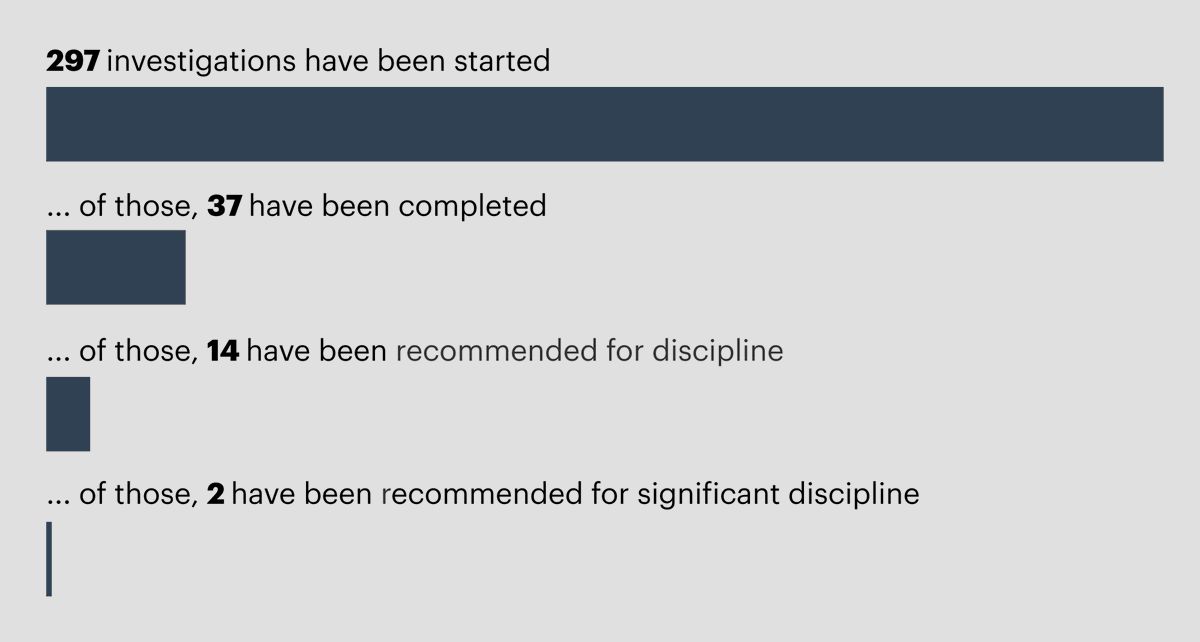 297 investigations have been started
... of those, 37 have been completed
... of those, 14 have been recommended for discipline
... of those, 2 have been recommended for significant discipline